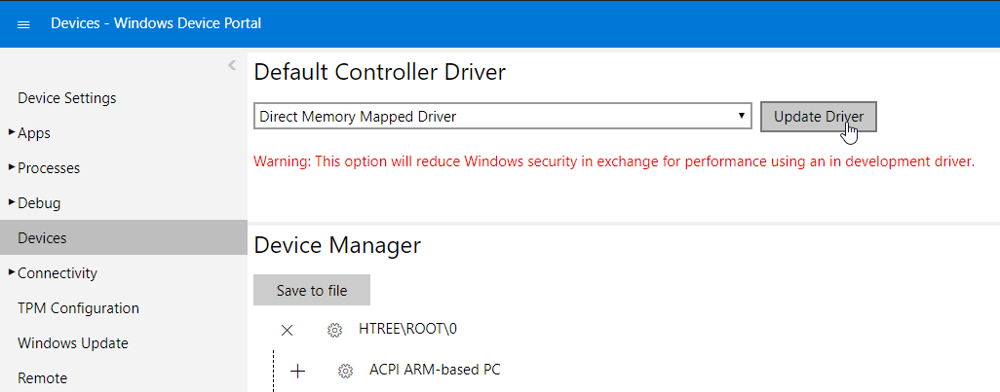 Devices - Windows Device Portal
Device Settings
Apps
Processes
Debug
Devices
Connectivity
TPM Configuration
Windows Update
Remote
Default Controller Driver
Direct Memory Mapped Driver
Update Driver
Warning: This option will reduce Windows security in exchange for performance using an in development driver.
Device Manager
Save to file
HTREE\ROOT\0
ACPI ARM-based PC